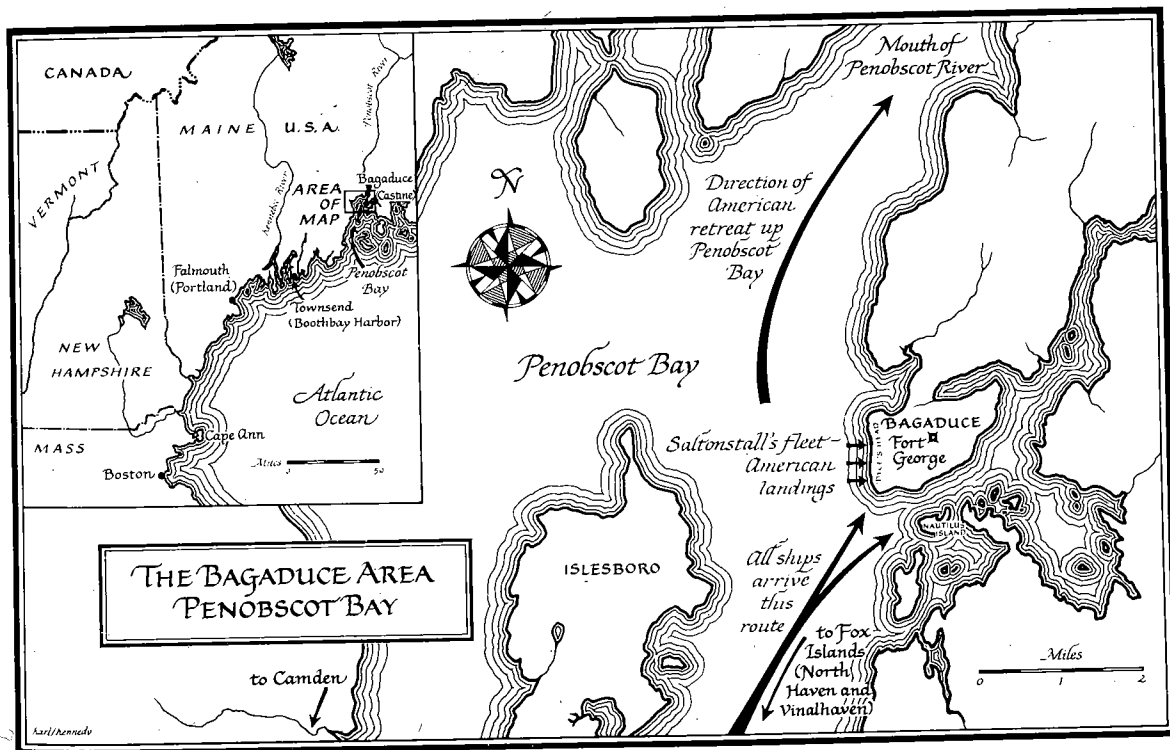 CANADA
MAINE
U.S.A.
Penobscot River
VERMONT
Kennebec River
AREA
OF
MAP
Bagaduce
(Castine)
Falmouth
(Portland)
Penobscot
Bay
Townsend
(Boothbay Harbor)
NEW
HAMPSHIRE
Atlantic
Ocean
MASS
Cape Ann
Boston
Miles
0
50
Mouth of
Penobscot River
N
Direction of
American
retreat up
Penobscot
Bay
Penobscot Bay
BAGADUCE
Fort
George
DYCE'S HEAD
Saltonstall's fleet–
American
landings
NAUTILUS
ISLAND
ISLESBORO
All ships
arrive
this
route
to Fox
Islands
(North
Haven and
Vinalhaven)
Miles
0 1 2
THE BAGADUCE AREA
PENOBSCOT BAY
to Camden
karl/kennedy